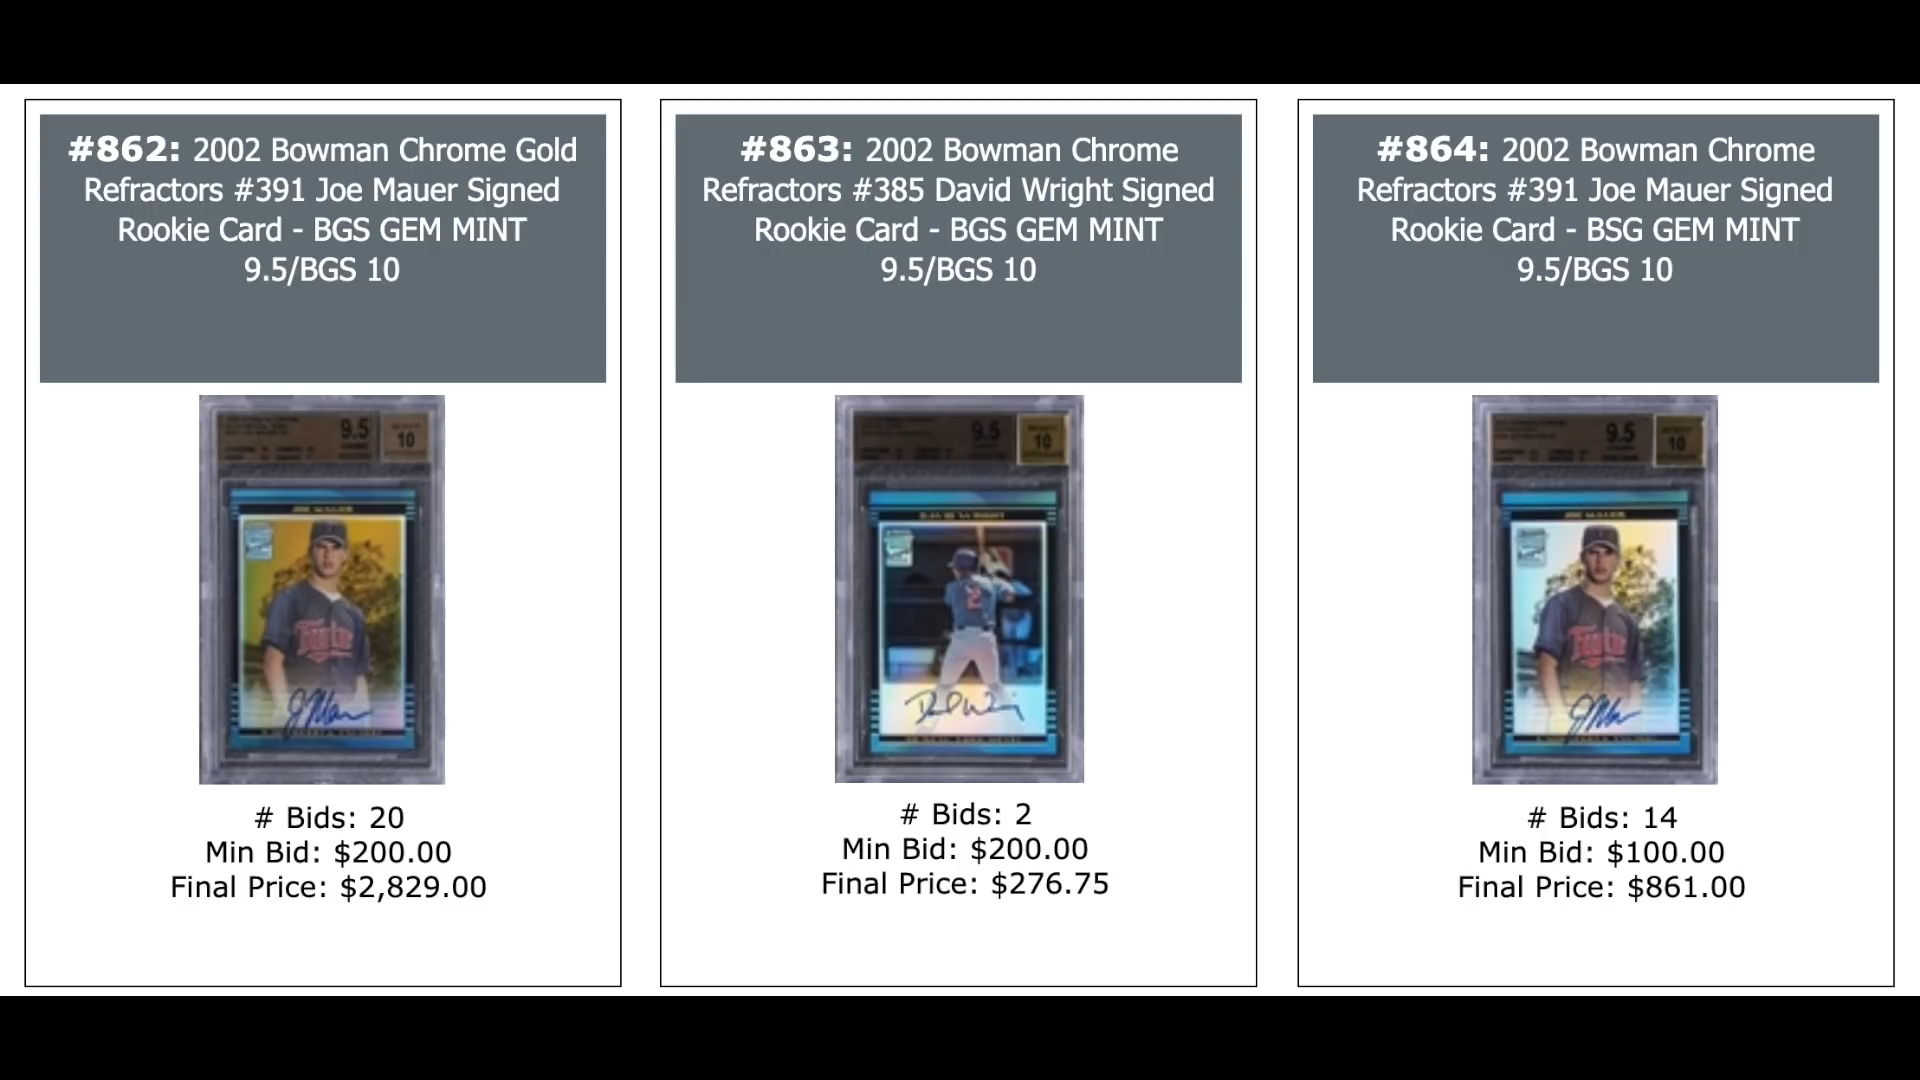 #862: 2002 Bowman Chrome Gold
Refractors #391 Joe Mauer Signed
Rookie Card - BGS GEM MINT
9.5/BGS 10
9.5
10
# Bids: 20
Min Bid: $200.00
Final Price: $2,829.00
#863: 2002 Bowman Chrome
Refractors #385 David Wright Signed
Rookie Card - BGS GEM MINT
9.5/BGS 10
9.5
10
2
# Bids: 2
Min Bid: $200.00
Final Price: $276.75
#864: 2002 Bowman Chrome
Refractors #391 Joe Mauer Signed
Rookie Card - BSG GEM MINT
9.5/BGS 10
9.5
10
# Bids: 14
Min Bid: $100.00
Final Price: $861.00